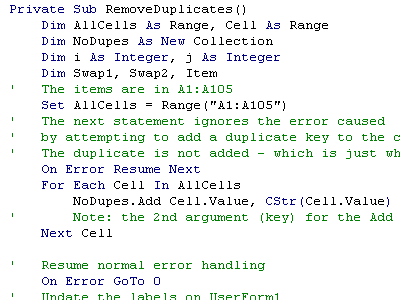 Private Sub RemoveDuplicates()
    Dim AllCells As Range, Cell As Range
    Dim NoDupes As New Collection
    Dim i As Integer, j As Integer
    Dim Swap1, Swap2, Item
'   The items are in A1:A105
    Set AllCells = Range("A1:A105")
'   The next statement ignores the error caused
'   by attempting to add a duplicate key to the c
'   The duplicate is not added - which is just wh
    On Error Resume Next
    For Each Cell In AllCells
        NoDupes.Add Cell.Value, CStr(Cell.Value)
'       Note: the 2nd argument (key) for the Add
    Next Cell
'   Resume normal error handling
    On Error GoTo 0
'   Update the labels on UserForm1